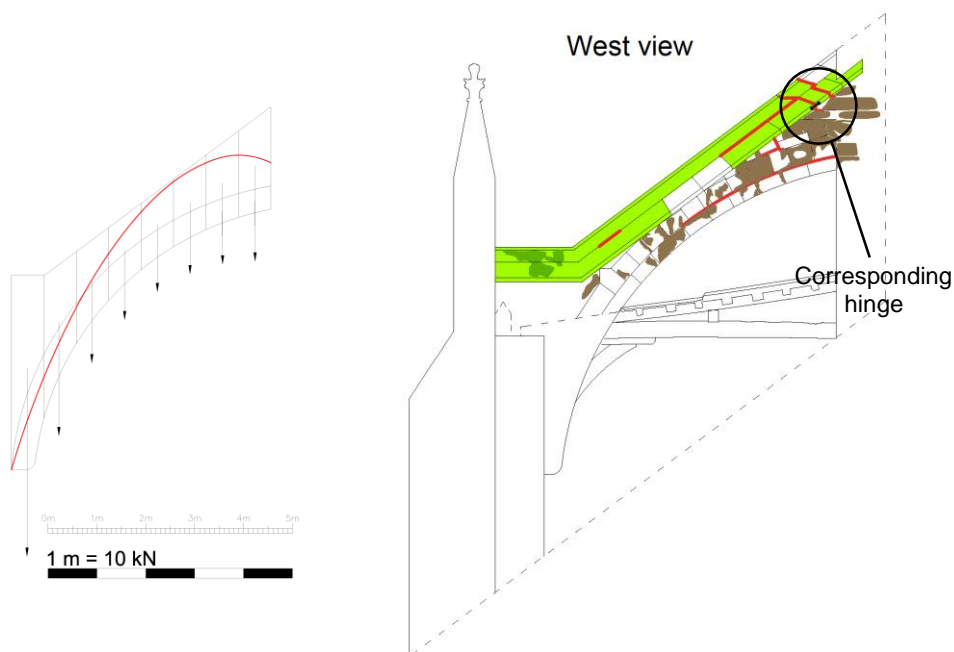 West view
Corresponding
hinge
0m 1m 2m 3m 4m 5m
1 m = 10 kN